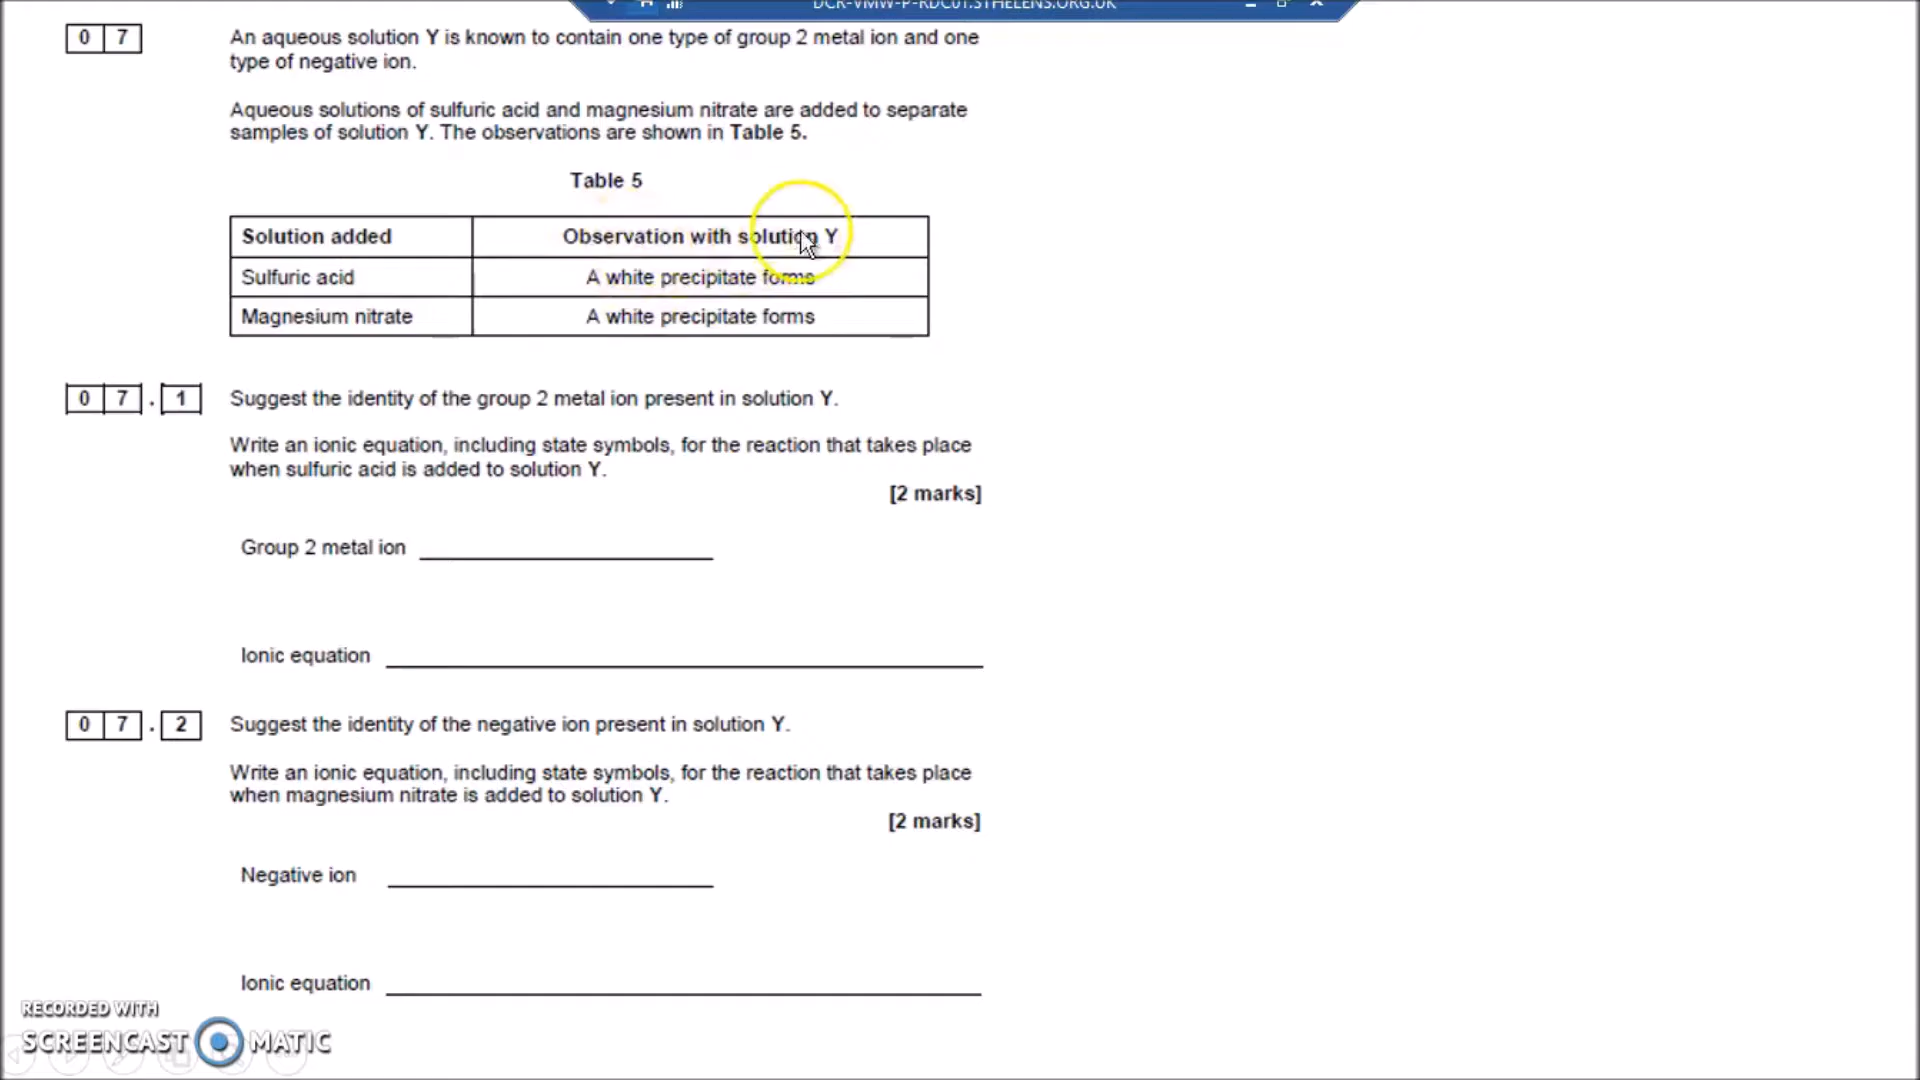 DCR-VMW-P-RDC01.STHELENS.ORG.UK
0 7 An aqueous solution Y is known to contain one type of group 2 metal ion and one
type of negative ion.
Aqueous solutions of sulfuric acid and magnesium nitrate are added to separate
samples of solution Y. The observations are shown in Table 5.
Table 5
Solution added Observation with solution Y
Sulfuric acid A white precipitate forms
Magnesium nitrate A white precipitate forms
0 7 . 1 Suggest the identity of the group 2 metal ion present in solution Y.
Write an ionic equation, including state symbols, for the reaction that takes place
when sulfuric acid is added to solution Y.
[2 marks]
Group 2 metal ion
Ionic equation
0 7 . 2 Suggest the identity of the negative ion present in solution Y.
Write an ionic equation, including state symbols, for the reaction that takes place
when magnesium nitrate is added to solution Y.
[2 marks]
Negative ion
Ionic equation
RECORDED WITH
SCREENCAST MATIC